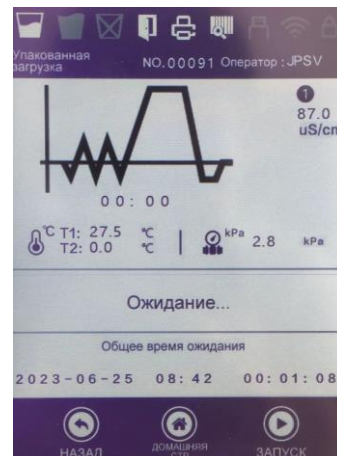 Упакованная
загрузка
NO.00091 Оператор : JPSV
1
87.0
uS/cm
00:00
°C T1: 27.5 °C
T2: 0.0 °C
kPa 2.8 kPa
Ожидание...
Общее время ожидания
2023-06-25 08:42 00:01:08
НАЗАД
ДОМАШНЯЯ
СТР
ЗАПУСК